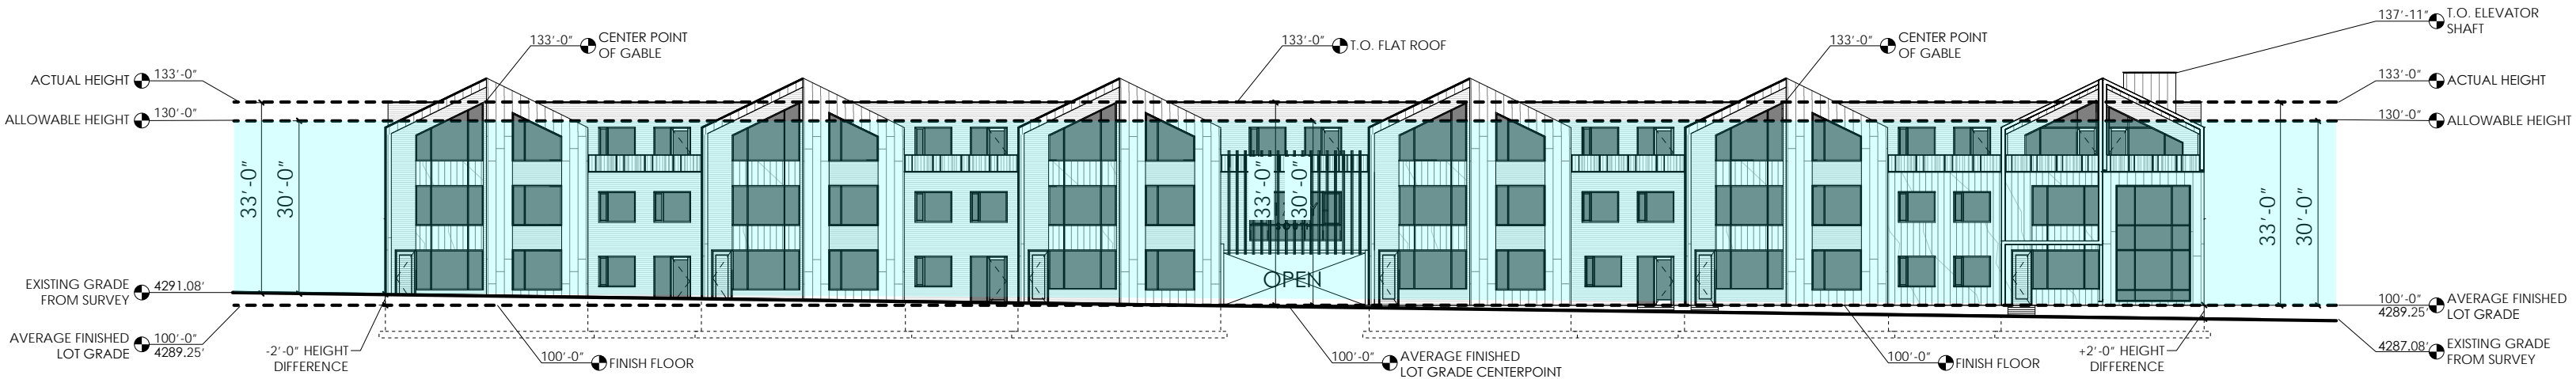 137'-11"
T.O. ELEVATOR
SHAFT
133'-0"
CENTER POINT
OF GABLE
133'-0"
T.O. FLAT ROOF
133'-0"
CENTER POINT
OF GABLE
ACTUAL HEIGHT
133'-0"
133'-0"
ACTUAL HEIGHT
ALLOWABLE HEIGHT
130'-0"
130'-0"
ALLOWABLE HEIGHT
33'-0"
30'-0"
33'-0"
30'-0"
33'-0"
30'-0"
OPEN
EXISTING GRADE
FROM SURVEY
4291.08'
AVERAGE FINISHED
LOT GRADE
100'-0"
4289.25'
100'-0"
4289.25'
AVERAGE FINISHED
LOT GRADE
-2'-0" HEIGHT
DIFFERENCE
100'-0"
FINISH FLOOR
100'-0"
AVERAGE FINISHED
LOT GRADE CENTERPOINT
100'-0"
FINISH FLOOR
+2'-0" HEIGHT
DIFFERENCE
4287.08'
EXISTING GRADE
FROM SURVEY